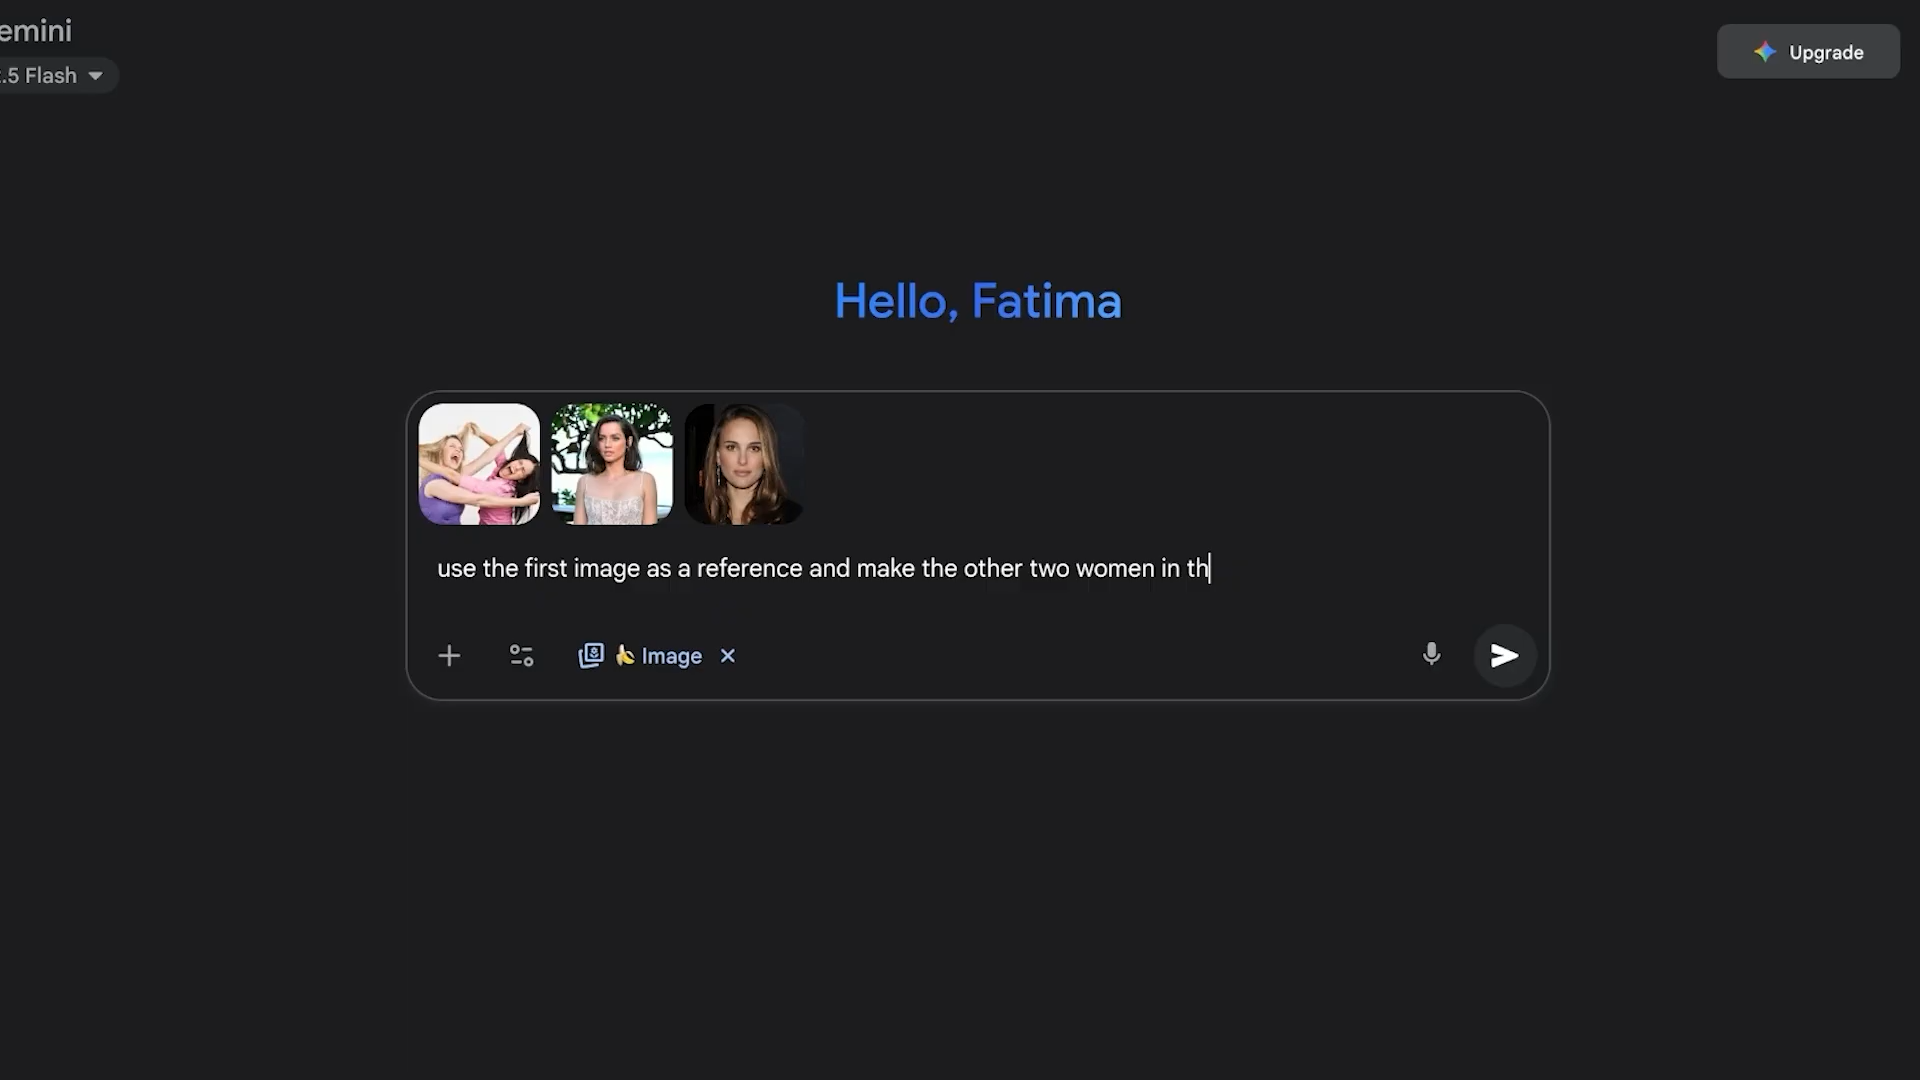 emini
.5 Flash
Upgrade
Hello, Fatima
use the first image as a reference and make the other two women in th
Image